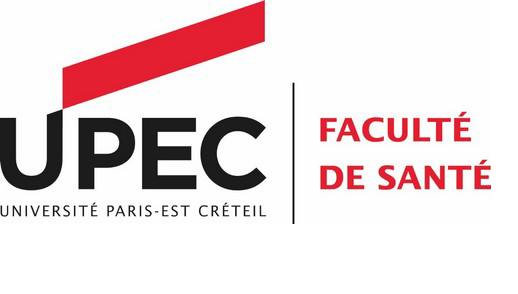 UPEC
UNIVERSITÉ PARIS-EST CRÉTEIL
FACULTÉ
DE SANTÉ